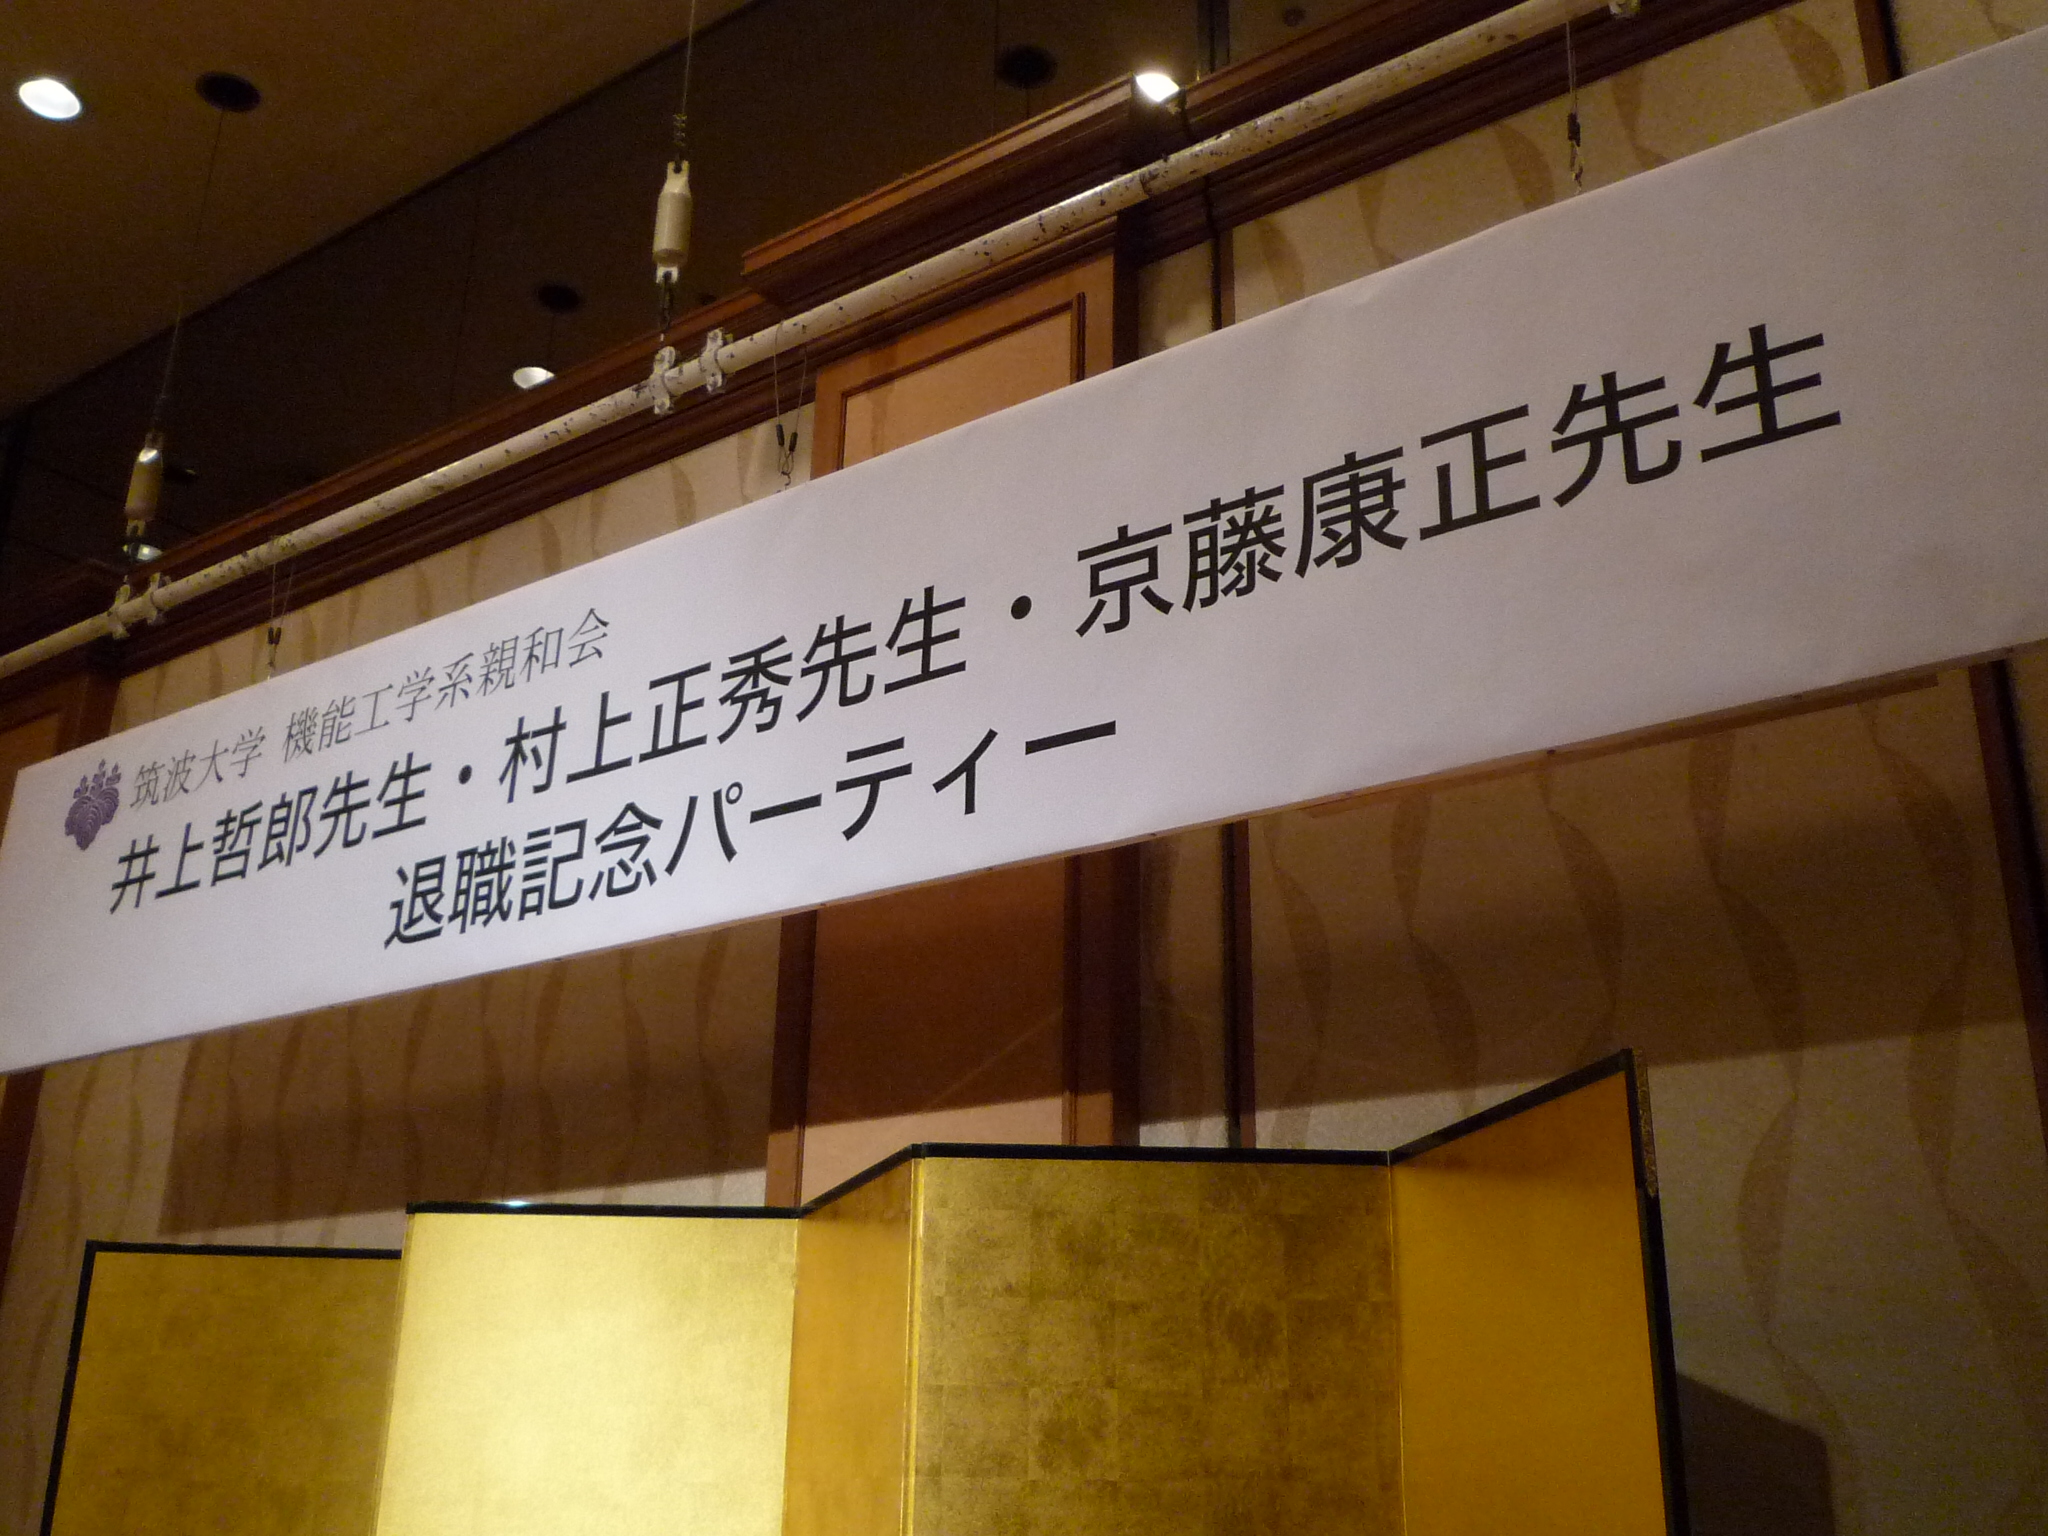 筑波大学 機能工学系親和会
井上哲郎先生・村上正秀先生・京藤康正先生
退職記念パーティー